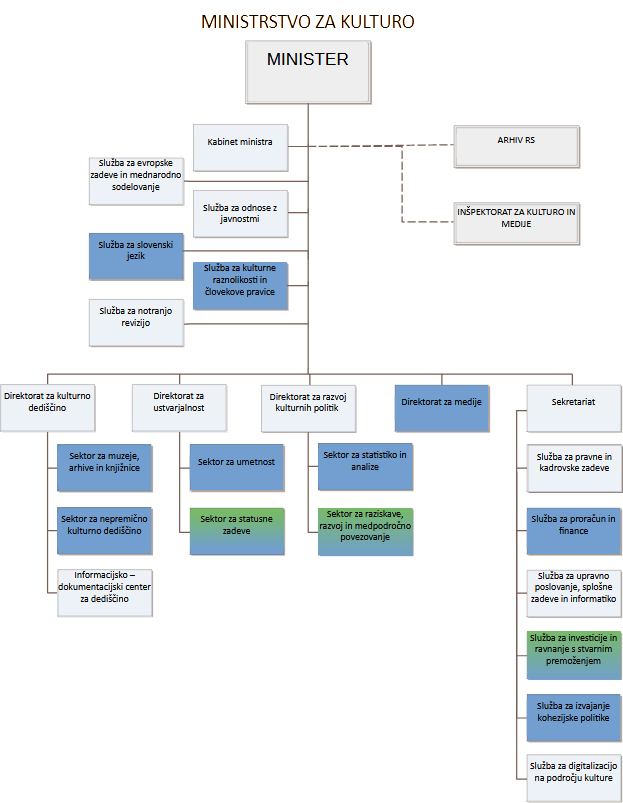 MINISTRSTVO ZA KULTURO
MINISTER
Kabinet ministra
ARHIV RS
Služba za evropske
zadeve in mednarodno
sodelovanje
Služba za odnose z
javnostmi
INŠPEKTORAT ZA KULTURO IN
MEDIJE
Služba za slovenski
jezik
Služba za kulturne
raznolikosti in
človekove pravice
Služba za notranjo
revizijo
Direktorat za kulturno
dediščino
Direktorat za
ustvarjalnost
Direktorat za razvoj
kulturnih politik
Direktorat za medije
Sekretariat
Sektor za muzeje,
arhive in knjižnice
Sektor za umetnost
Sektor za statistiko in
analize
Služba za pravne in
kadrovske zadeve
Sektor za nepremično
kulturno dediščino
Sektor za statusne
zadeve
Sektor za raziskave,
razvoj in medpodročno
povezovanje
Služba za proračun in
finance
Informacijsko –
dokumentacijski center
za dediščino
Služba za upravno
poslovanje, splošne
zadeve in informatiko
Služba za investicije in
ravnanje s stvarnim
premoženjem
Služba za izvajanje
kohezijske politike
Služba za digitalizacijo
na področju kulture